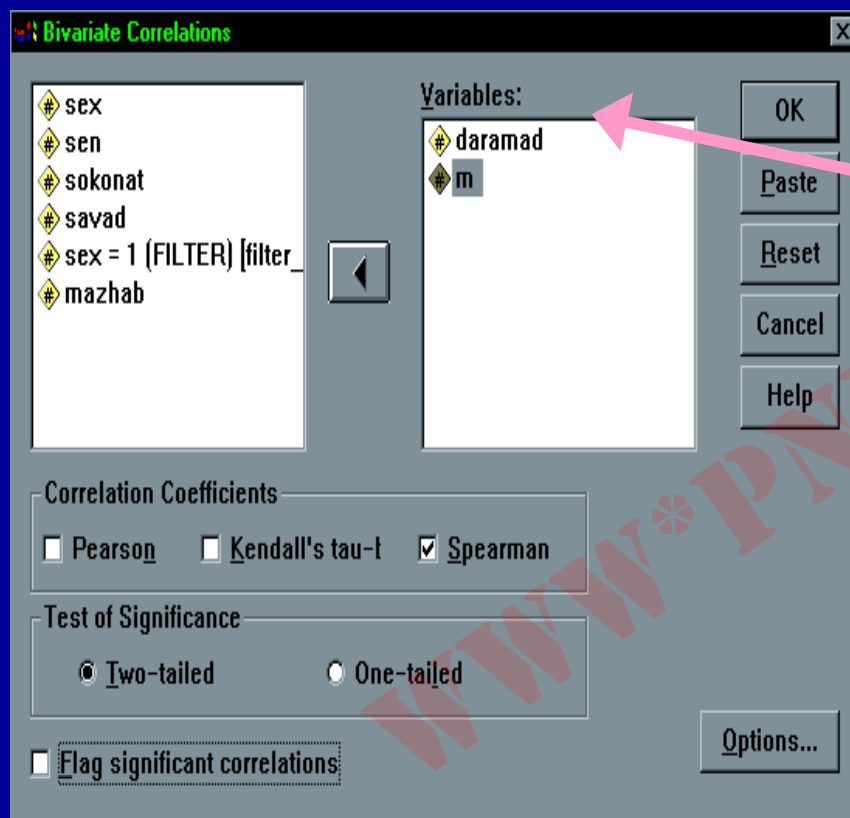 Bivariate Correlations
sex
sen
sokonat
savad
sex = 1 (FILTER) [filter_
mazhab
Variables:
daramad
m
OK
Paste
Reset
Cancel
Help
Correlation Coefficients
Pearson Kendall's tau-b Spearman
Test of Significance
Two-tailed One-tailed
Flag significant correlations
Options...
WWW*PN